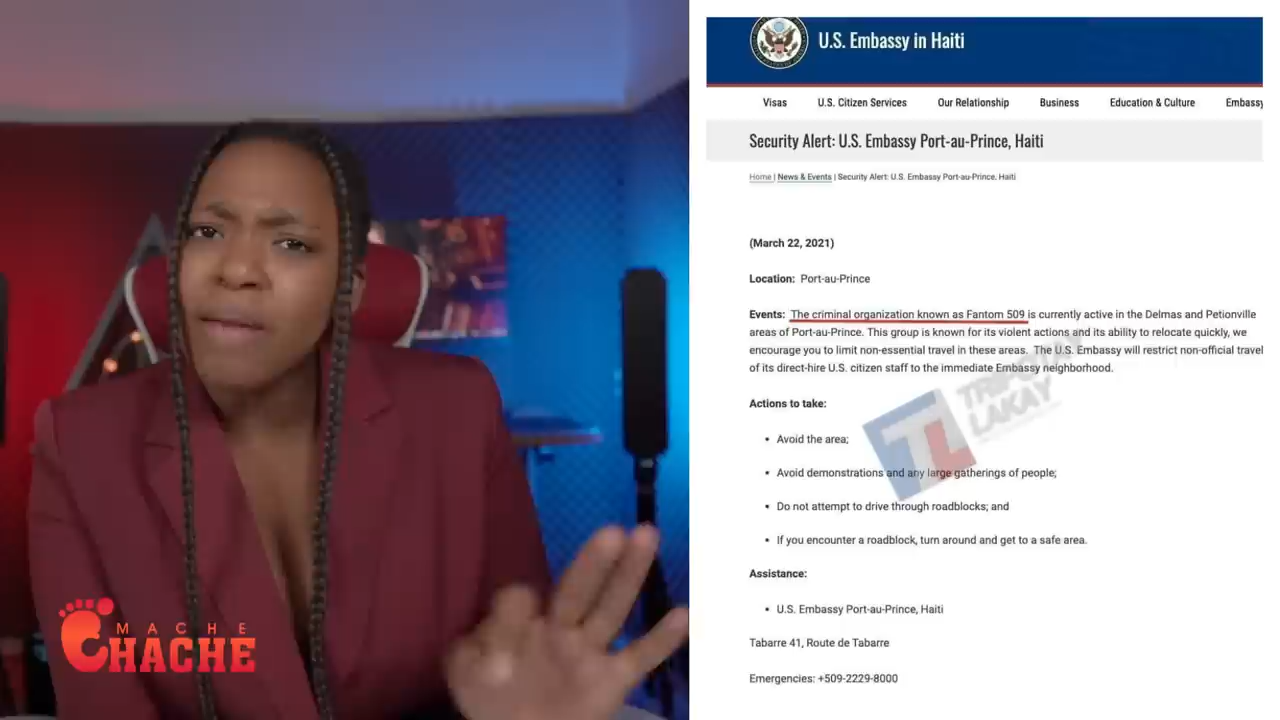 U.S. Embassy in Haiti
Visas U.S. Citizen Services Our Relationship Business Education & Culture Embassy
Security Alert: U.S. Embassy Port-au-Prince, Haiti
Home | News & Events | Security Alert: U.S. Embassy Port-au-Prince, Haiti
(March 22, 2021)
Location: Port-au-Prince
Events: The criminal organization known as Fantom 509 is currently active in the Delmas and Petionville
areas of Port-au-Prince. This group is known for its violent actions and its ability to relocate quickly, we
encourage you to limit non-essential travel in these areas. The U.S. Embassy will restrict non-official travel
of its direct-hire U.S. citizen staff to the immediate Embassy neighborhood.
Actions to take:
• Avoid the area;
• Avoid demonstrations and any large gatherings of people;
• Do not attempt to drive through roadblocks; and
• If you encounter a roadblock, turn around and get to a safe area.
Assistance:
• U.S. Embassy Port-au-Prince, Haiti
Tabarre 41, Route de Tabarre
Emergencies: +509-2229-8000
TL
TRIPOTAY
LAKAY
MACHE
CHACHE